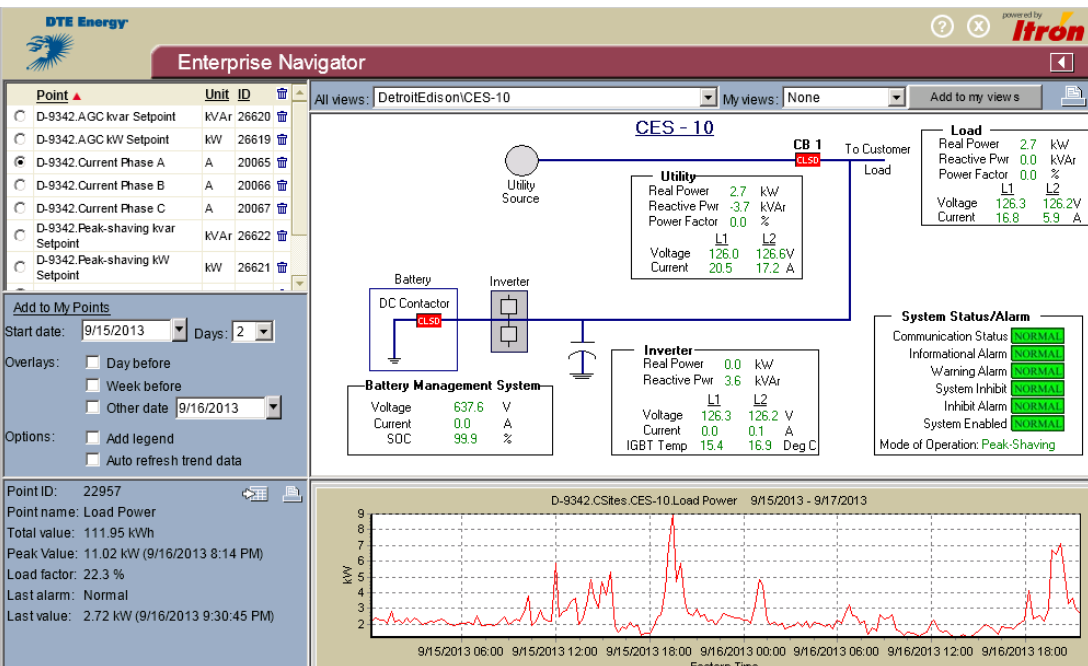 DTE Energy
powered by
Itrón
Enterprise Navigator
Point Unit ID
D-9342.AGC kvar Setpoint kVAr 26620
D-9342.AGC kW Setpoint kW 26619
D-9342.Current Phase A A 20065
D-9342.Current Phase B A 20066
D-9342.Current Phase C A 20067
D-9342.Peak-shaving kvar
Setpoint kVAr 26622
D-9342.Peak-shaving kW
Setpoint kW 26621
Add to My Points
Start date: 9/15/2013 Days: 2
Overlays: Day before
Week before
Other date 9/16/2013
Options: Add legend
Auto refresh trend data
Point ID: 22957
Point name: Load Power
Total value: 111.95 kWh
Peak Value: 11.02 kW (9/16/2013 8:14 PM)
Load factor: 22.3 %
Last alarm: Normal
Last value: 2.72 kW (9/16/2013 9:30:45 PM)
All views: DetroitEdison\CES-10 My views: None Add to my views
CES - 10
Utility
Source
CB 1
CLSD
To Customer
Load
Load
Real Power 2.7 kW
Reactive Pwr 0.0 kVAr
Power Factor 0.0 %
L1 L2
Voltage 126.3 126.2V
Current 16.8 5.9 A
Utility
Real Power 2.7 kW
Reactive Pwr -3.7 kVAr
Power Factor 0.0 %
L1 L2
Voltage 126.0 126.6V
Current 20.5 17.2 A
Battery
DC Contactor
CLSD
Inverter
Battery Management System
Voltage 637.6 V
Current 0.0 A
SOC 99.9 %
Inverter
Real Power 0.0 kW
Reactive Pwr 3.6 kVAr
L1 L2
Voltage 126.3 126.2 V
Current 0.0 0.1 A
IGBT Temp 15.4 16.9 Deg C
System Status/Alarm
Communication Status NORMAL
Informational Alarm NORMAL
Warning Alarm NORMAL
System Inhibit NORMAL
Inhibit Alarm NORMAL
System Enabled NORMAL
Mode of Operation: Peak-Shaving
D-9342.CSites.CES-10.Load Power 9/15/2013 - 9/17/2013
kW
9
8
7
6
5
4
3
2
9/15/2013 06:00 9/15/2013 12:00 9/15/2013 18:00 9/16/2013 00:00 9/16/2013 06:00 9/16/2013 12:00 9/16/2013 18:00
Eastern Time